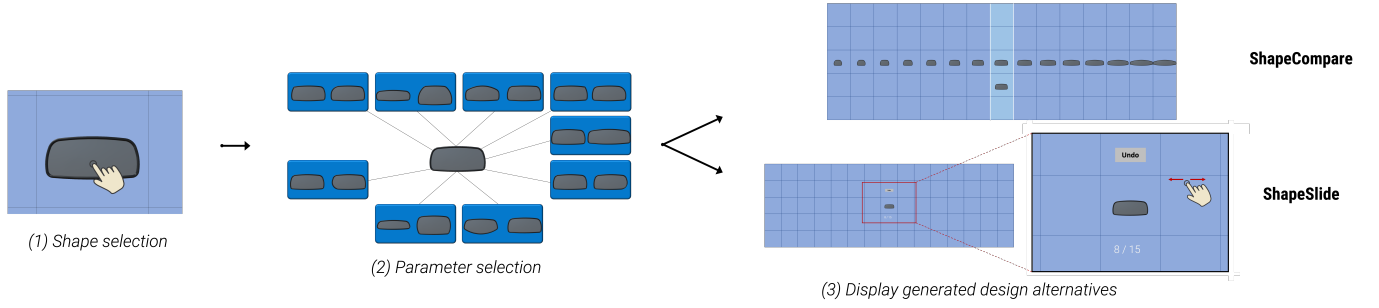 ShapeCompare
Undo
ShapeSlide
8 / 15
(1) Shape selection
(2) Parameter selection
(3) Display generated design alternatives